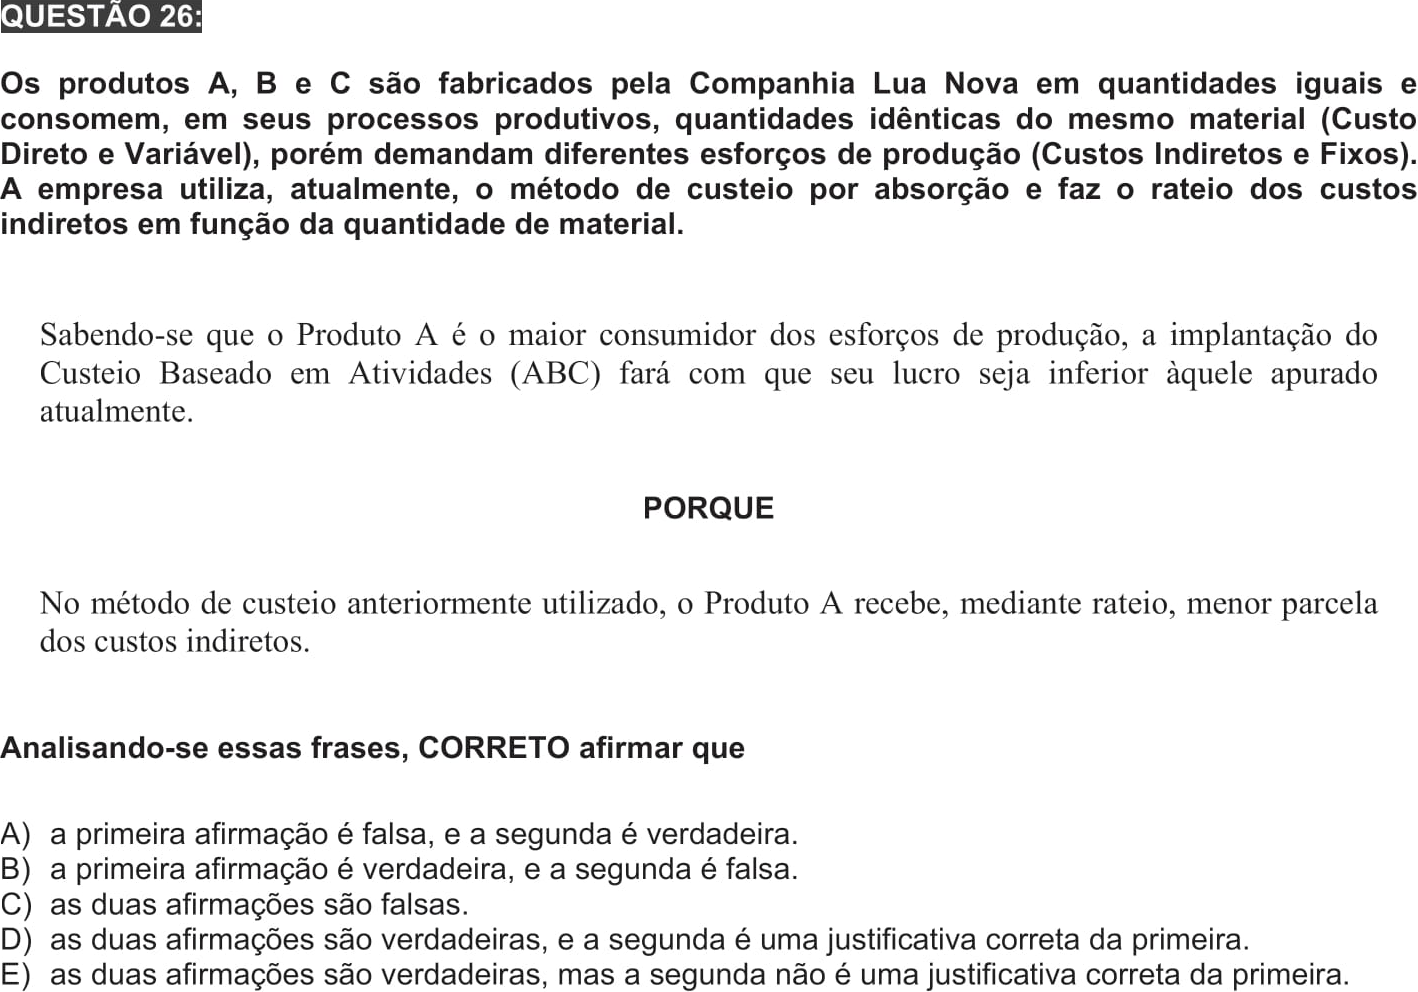 QUESTÃO 26:
Os produtos A, B e C são fabricados pela Companhia Lua Nova em quantidades iguais e
consomem, em seus processos produtivos, quantidades idênticas do mesmo material (Custo
Direto e Variável), porém demandam diferentes esforços de produção (Custos Indiretos e Fixos).
A empresa utiliza, atualmente, o método de custeio por absorção e faz o rateio dos custos
indiretos em função da quantidade de material.
Sabendo-se que o Produto A é o maior consumidor dos esforços de produção, a implantação do
Custeio Baseado em Atividades (ABC) fará com que seu lucro seja inferior àquele apurado
atualmente.
PORQUE
No método de custeio anteriormente utilizado, o Produto A recebe, mediante rateio, menor parcela
dos custos indiretos.
Analisando-se essas frases, CORRETO afirmar que
A) a primeira afirmação é falsa, e a segunda é verdadeira.
B) a primeira afirmação é verdadeira, e a segunda é falsa.
C) as duas afirmações são falsas.
D) as duas afirmações são verdadeiras, e a segunda é uma justificativa correta da primeira.
E) as duas afirmações são verdadeiras, mas a segunda não é uma justificativa correta da primeira.